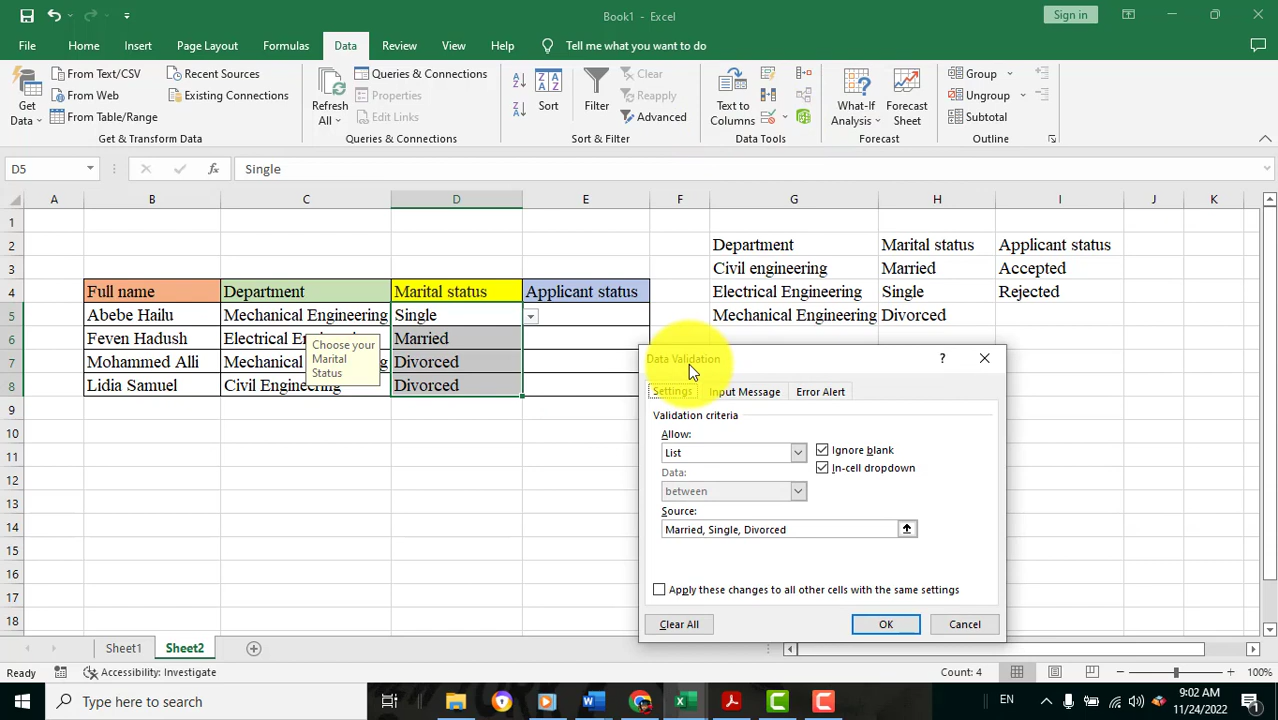 Book1 - Excel
Sign in
File Home Insert Page Layout Formulas Data Review View Help Tell me what you want to do
From Text/CSV Recent Sources Queries & Connections Clear Group
From Web Existing Connections Properties Reapply Ungroup
From Table/Range Edit Links Advanced Subtotal
Get Data
Refresh All
Sort
Filter
Text to Columns
What-If Analysis
Forecast Sheet
Get & Transform Data Queries & Connections Sort & Filter Data Tools Forecast Outline
D5 fx Single
A B C D E F G H I J K
1
2 Department Marital status Applicant status
3 Civil engineering Married Accepted
4 Full name Department Marital status Applicant status Electrical Engineering Single Rejected
5 Abebe Hailu Mechanical Engineering Single Mechanical Engineering Divorced
6 Feven Hadush Married
7 Mohammed Alli Divorced
8 Lidia Samuel Civil Engineering Divorced
Choose your
Marital
Status
9
10
11
12
13
14
15
16
17
18
Data Validation ?
Settings Input Message Error Alert
Validation criteria
Allow:
List Ignore blank
Data: In-cell dropdown
between
Source:
Married, Single, Divorced
Apply these changes to all other cells with the same settings
Clear All OK Cancel
Sheet1 Sheet2
Ready Accessibility: Investigate Count: 4 100%
Type here to search EN 9:02 AM
11/24/2022 1